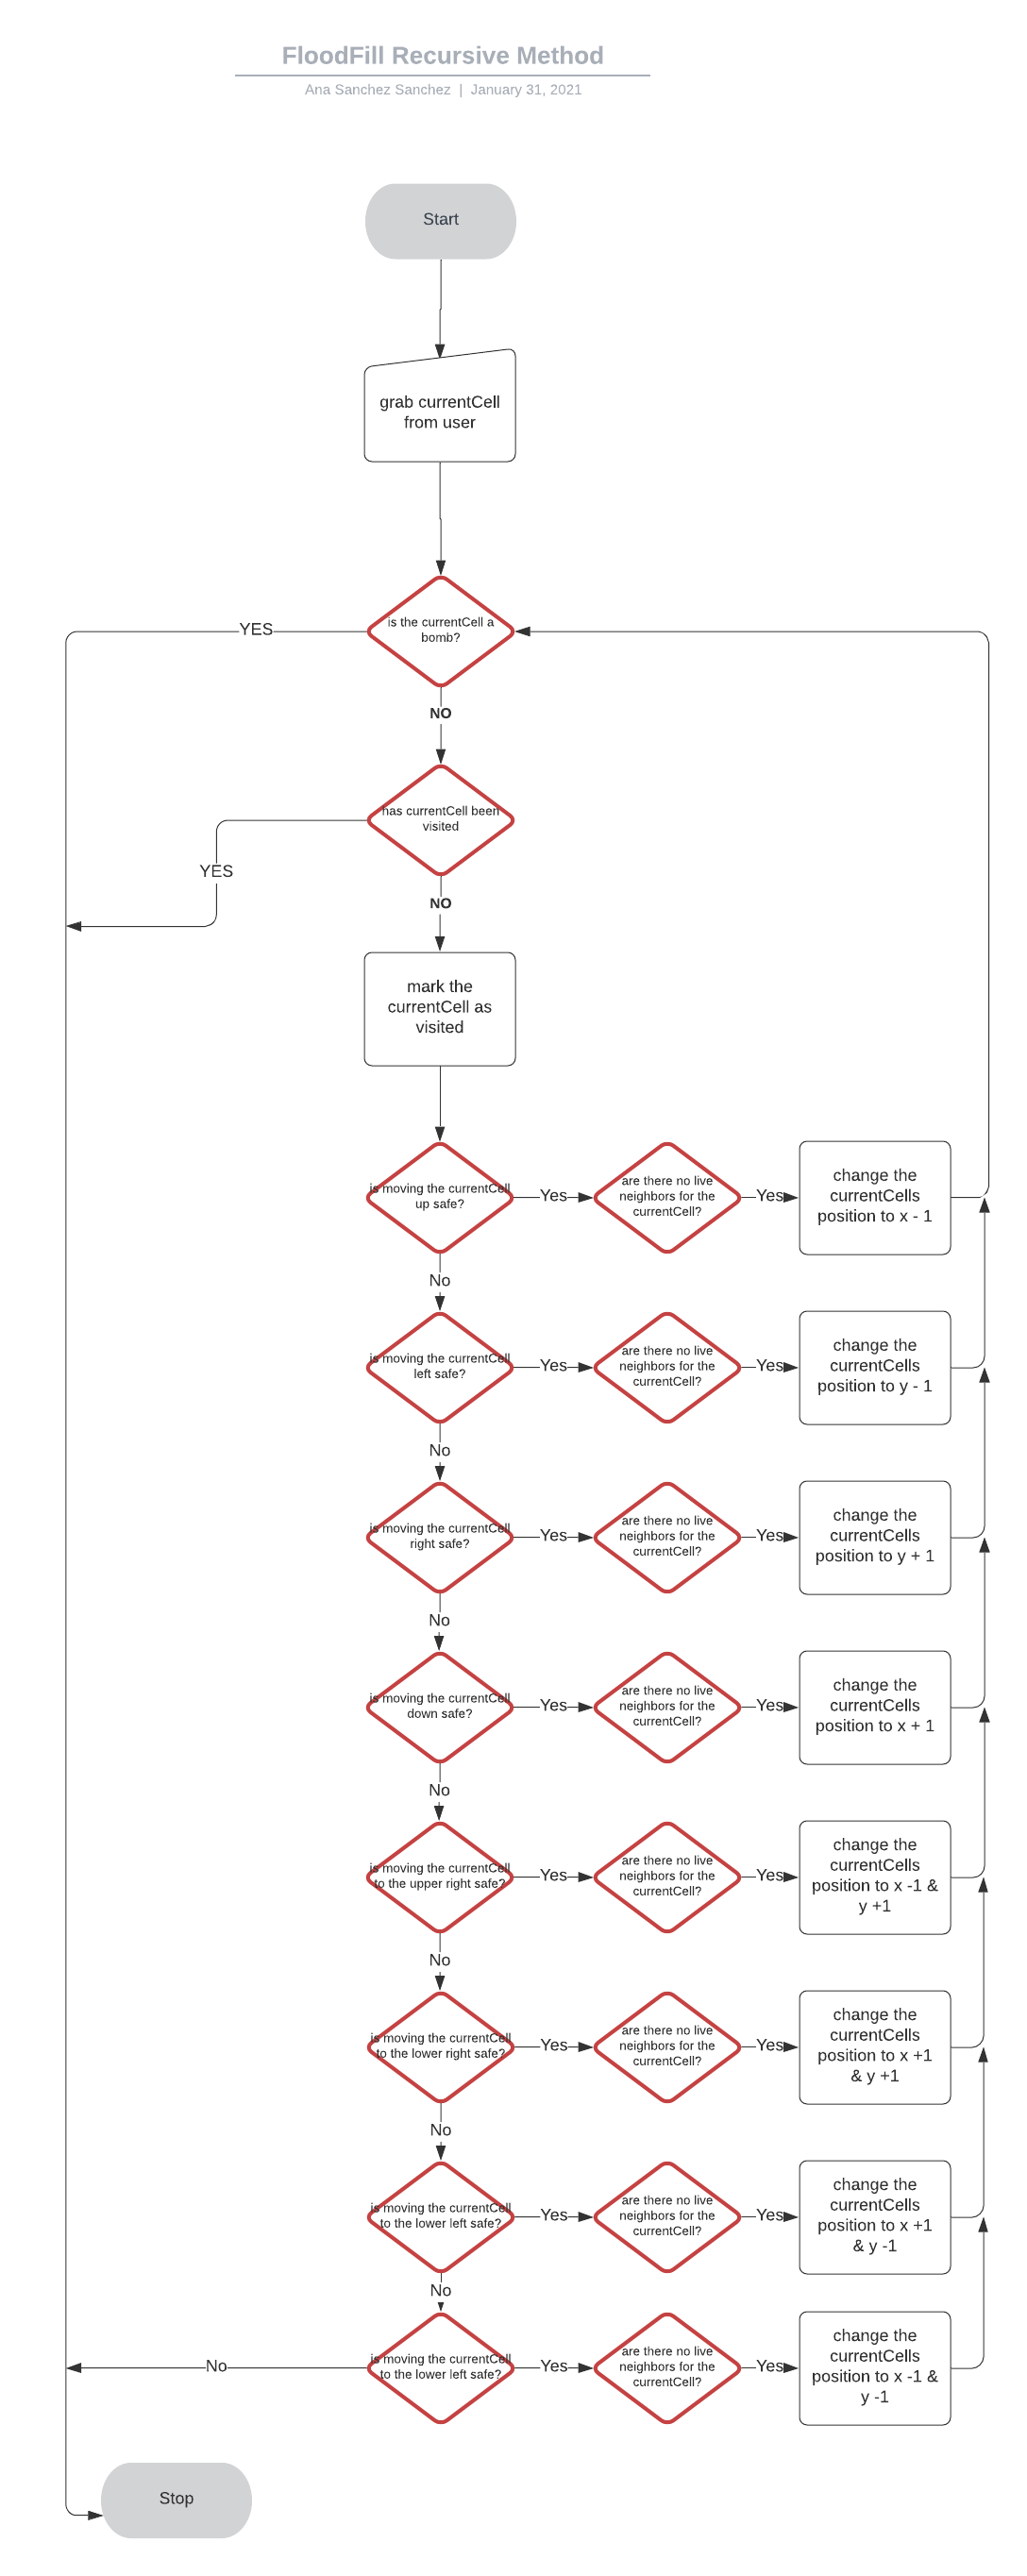 FloodFill Recursive Method
Ana Sanchez Sanchez | January 31, 2021
Start
grab currentCell
from user
is the currentCell a
bomb?
YES
NO
has currentCell been
visited
YES
NO
mark the
currentCell as
visited
is moving the currentCell
up safe?
Yes
are there no live
neighbors for the
currentCell?
Yes
change the
currentCells
position to x - 1
No
is moving the currentCell
left safe?
Yes
are there no live
neighbors for the
currentCell?
Yes
change the
currentCells
position to y - 1
No
is moving the currentCell
right safe?
Yes
are there no live
neighbors for the
currentCell?
Yes
change the
currentCells
position to y + 1
No
is moving the currentCell
down safe?
Yes
are there no live
neighbors for the
currentCell?
Yes
change the
currentCells
position to x + 1
No
is moving the currentCell
to the upper right safe?
Yes
are there no live
neighbors for the
currentCell?
Yes
change the
currentCells
position to x -1 &
y +1
No
is moving the currentCell
to the lower right safe?
Yes
are there no live
neighbors for the
currentCell?
Yes
change the
currentCells
position to x +1
& y +1
No
is moving the currentCell
to the lower left safe?
Yes
are there no live
neighbors for the
currentCell?
Yes
change the
currentCells
position to x +1
& y -1
No
is moving the currentCell
to the lower left safe?
No
Yes
are there no live
neighbors for the
currentCell?
Yes
change the
currentCells
position to x -1 &
y -1
Stop